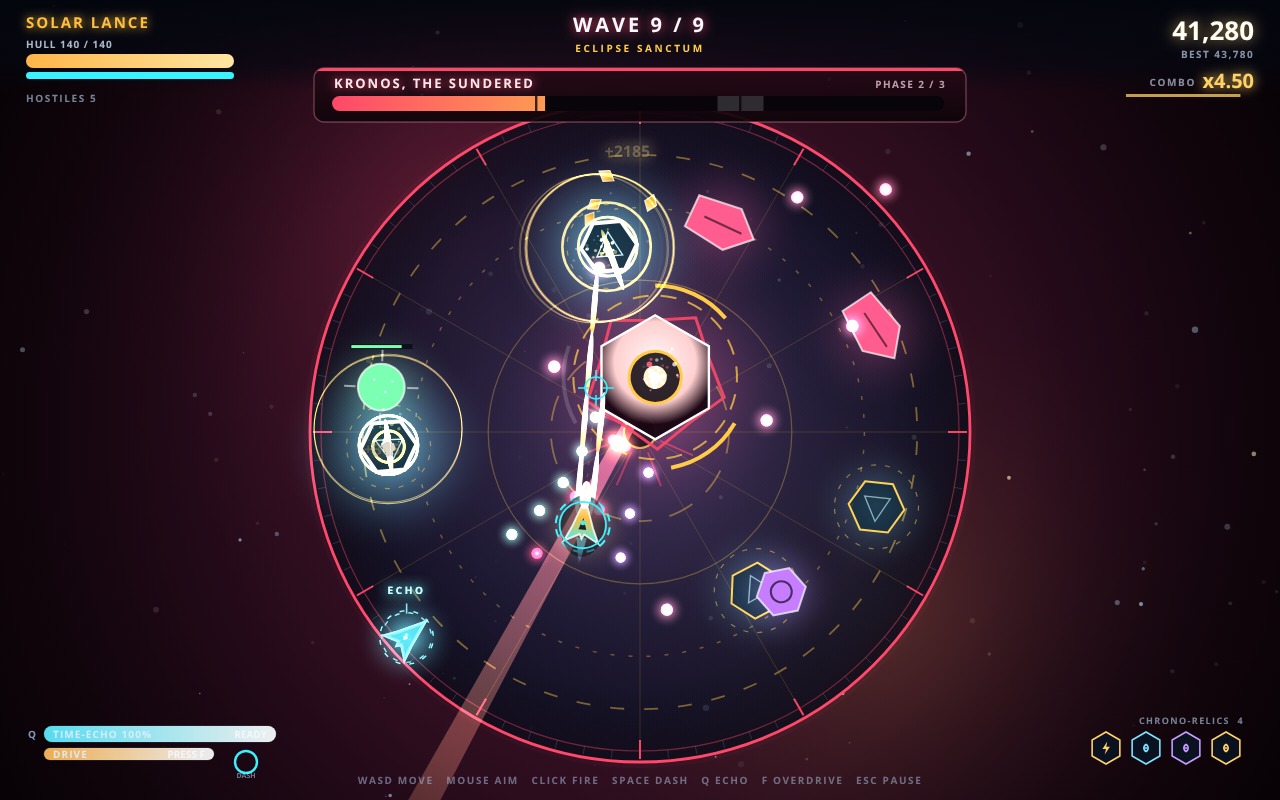 SOLAR LANCE
HULL 140 / 140
HOSTILES 5
WAVE 9 / 9
ECLIPSE SANCTUM
41,280
BEST 43,780
COMBO x4.50
KRONOS, THE SUNDERED
PHASE 2 / 3
+2185
ECHO
Q TIME-ECHO 100% READY
DRIVE PRESS F
DASH
WASD MOVE MOUSE AIM CLICK FIRE SPACE DASH Q ECHO F OVERDRIVE ESC PAUSE
CHRONO-RELICS 4